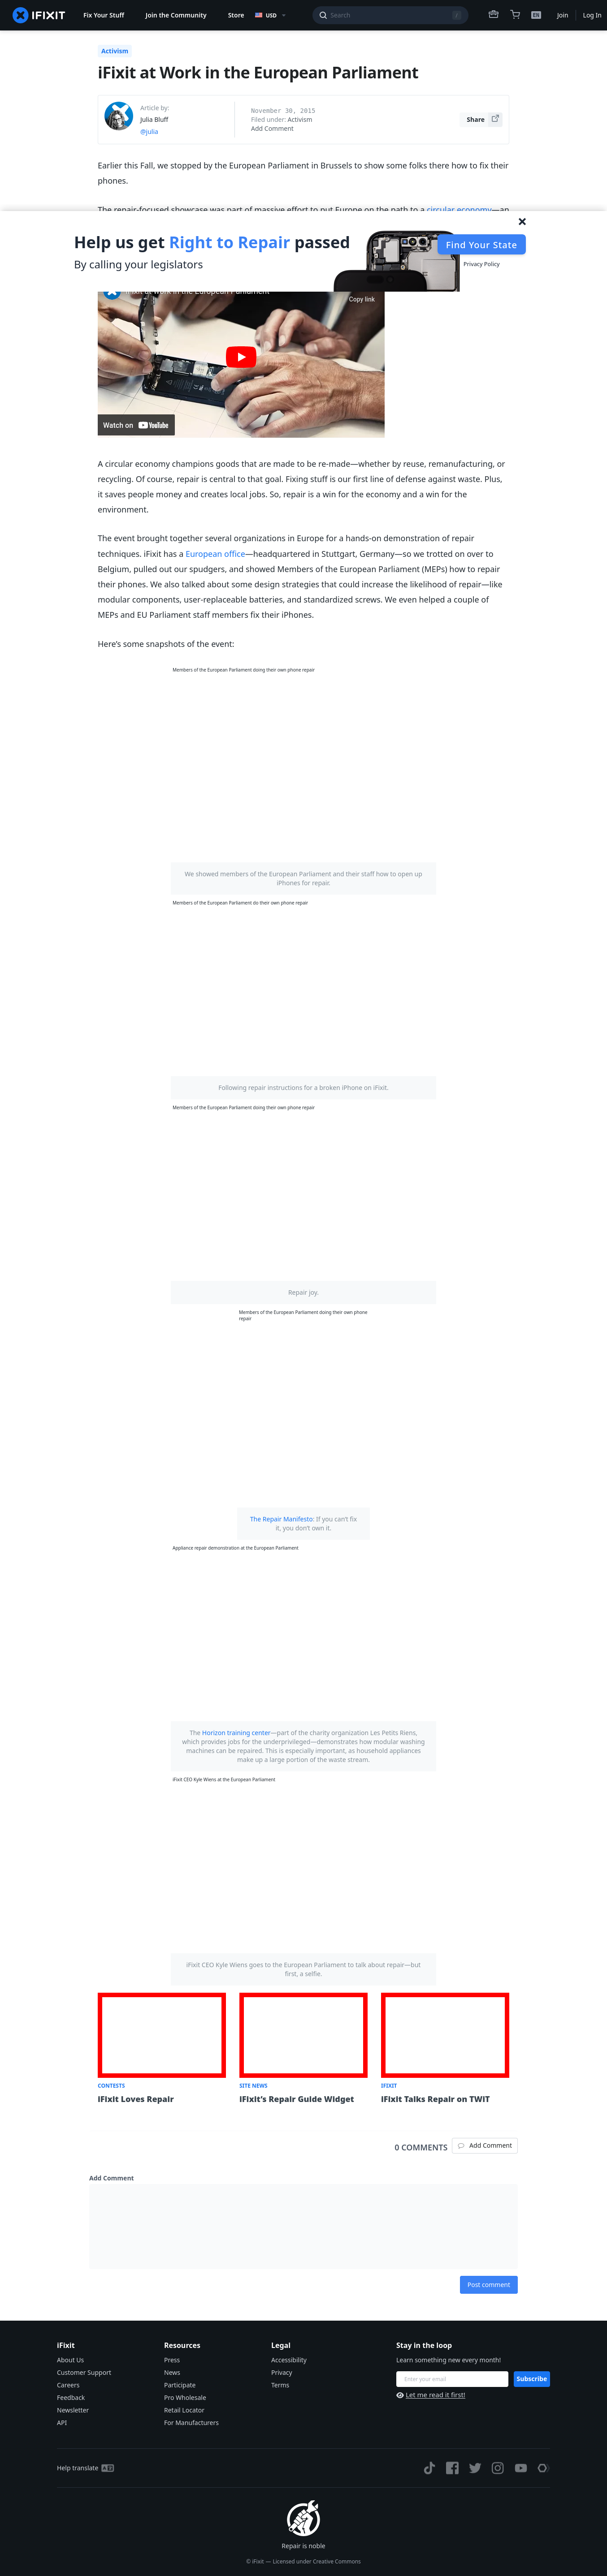 IFIXIT
Fix Your Stuff
Join the Community
Store
USD
Search
/
EN
Join
Log In
Activism
iFixit at Work in the European Parliament
Article by:
Julia Bluff
@julia
November 30, 2015
Filed under: Activism
Add Comment
Share
Earlier this Fall, we stopped by the European Parliament in Brussels to show some folks there how to fix their
phones.
The repair-focused showcase was part of massive effort to put Europe on the path to a circular economy—an
Help us get Right to Repair passed
By calling your legislators
Find Your State
Privacy Policy
iFixit at work in the European Parliament
Copy link
Watch on YouTube
A circular economy champions goods that are made to be re-made—whether by reuse, remanufacturing, or
recycling. Of course, repair is central to that goal. Fixing stuff is our first line of defense against waste. Plus,
it saves people money and creates local jobs. So, repair is a win for the economy and a win for the
environment.
The event brought together several organizations in Europe for a hands-on demonstration of repair
techniques. iFixit has a European office—headquartered in Stuttgart, Germany—so we trotted on over to
Belgium, pulled out our spudgers, and showed Members of the European Parliament (MEPs) how to repair
their phones. We also talked about some design strategies that could increase the likelihood of repair—like
modular components, user-replaceable batteries, and standardized screws. We even helped a couple of
MEPs and EU Parliament staff members fix their iPhones.
Here’s some snapshots of the event:
Members of the European Parliament doing their own phone repair
We showed members of the European Parliament and their staff how to open up
iPhones for repair.
Members of the European Parliament do their own phone repair
Following repair instructions for a broken iPhone on iFixit.
Members of the European Parliament doing their own phone repair
Repair joy.
Members of the European Parliament doing their own phone
repair
The Repair Manifesto: If you can’t fix
it, you don’t own it.
Appliance repair demonstration at the European Parliament
The Horizon training center—part of the charity organization Les Petits Riens,
which provides jobs for the underprivileged—demonstrates how modular washing
machines can be repaired. This is especially important, as household appliances
make up a large portion of the waste stream.
iFixit CEO Kyle Wiens at the European Parliament
iFixit CEO Kyle Wiens goes to the European Parliament to talk about repair—but
first, a selfie.
CONTESTS
iFixit Loves Repair
SITE NEWS
iFixit’s Repair Guide Widget
IFIXIT
iFixit Talks Repair on TWIT
0 COMMENTS
Add Comment
Add Comment
Post comment
iFixit
About Us
Customer Support
Careers
Feedback
Newsletter
API
Resources
Press
News
Participate
Pro Wholesale
Retail Locator
For Manufacturers
Legal
Accessibility
Privacy
Terms
Stay in the loop
Learn something new every month!
Enter your email
Subscribe
Let me read it first!
Help translate
Repair is noble
© iFixit — Licensed under Creative Commons